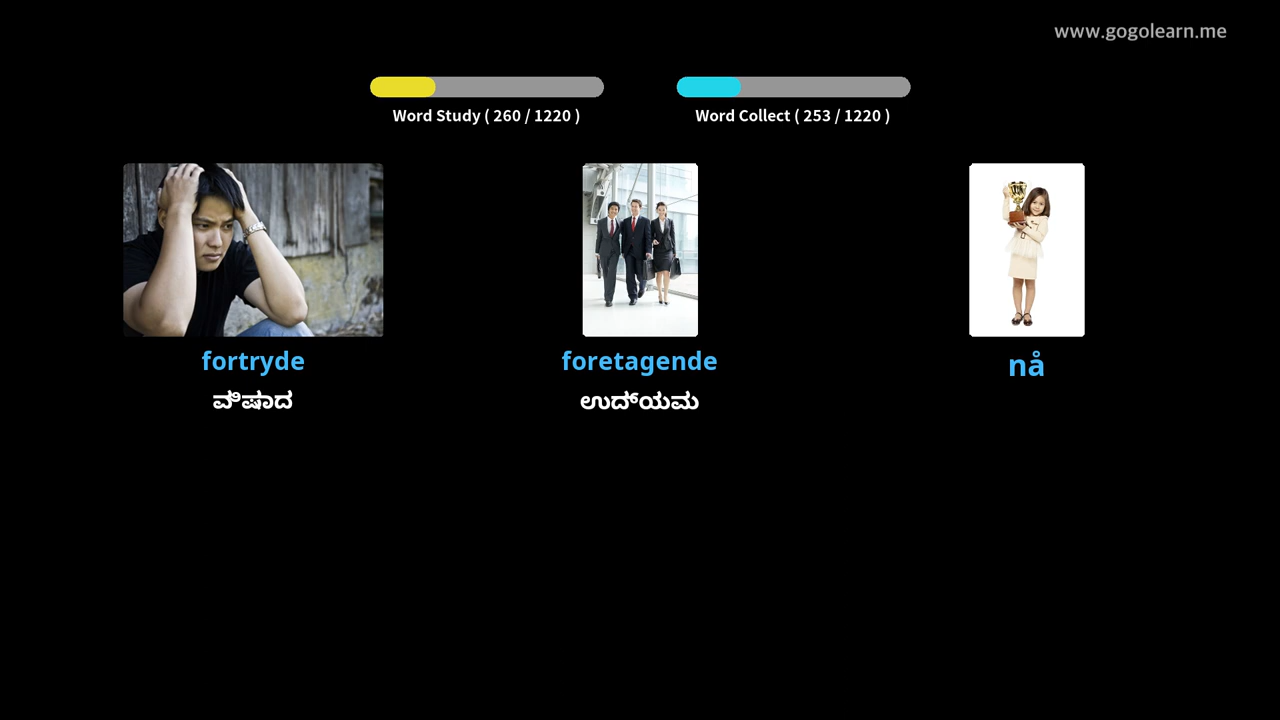 www.gogolearn.me
Word Study ( 260 / 1220 )
Word Collect ( 253 / 1220 )
fortryde
foretagende
nå
ವಿಷಾದ
ಉದ್ಯಮ